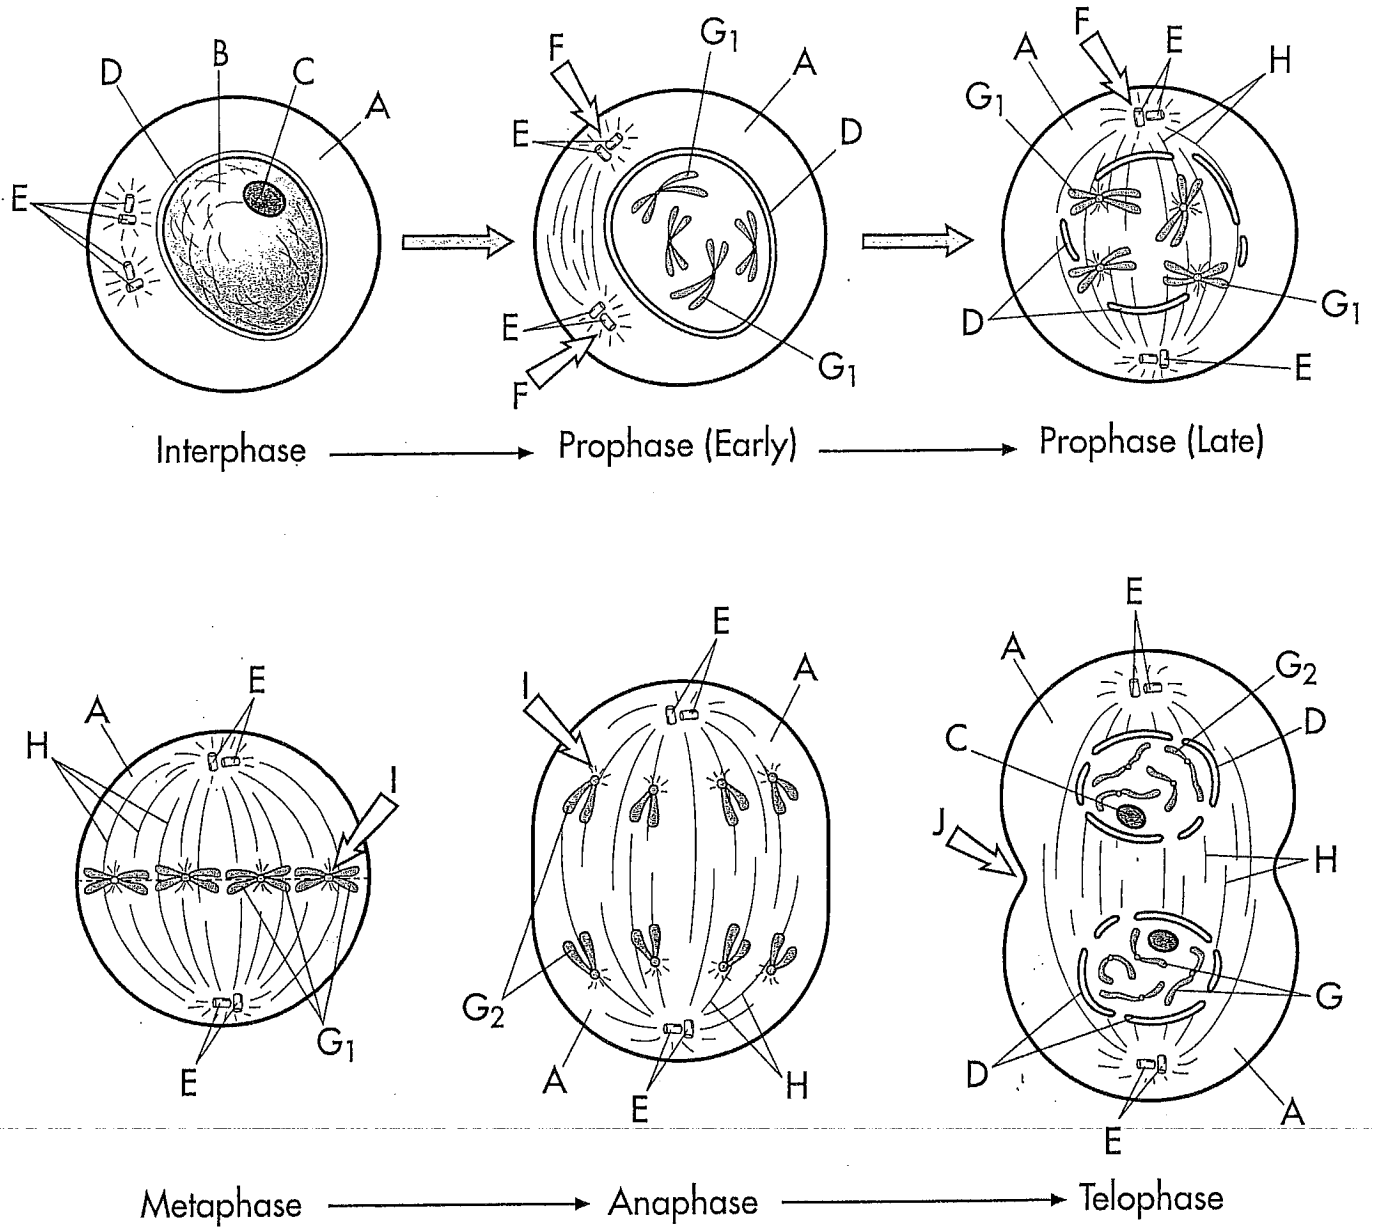 D B C A
E
F G1 A
E D
E
F G1
A F E H
G1
D G1
E
Interphase Prophase (Early) Prophase (Late)
A E
H I
G1
E
I E A
G2
A E H
E
A G2
C D
J
H
G
D A
E
Metaphase Anaphase Telophase